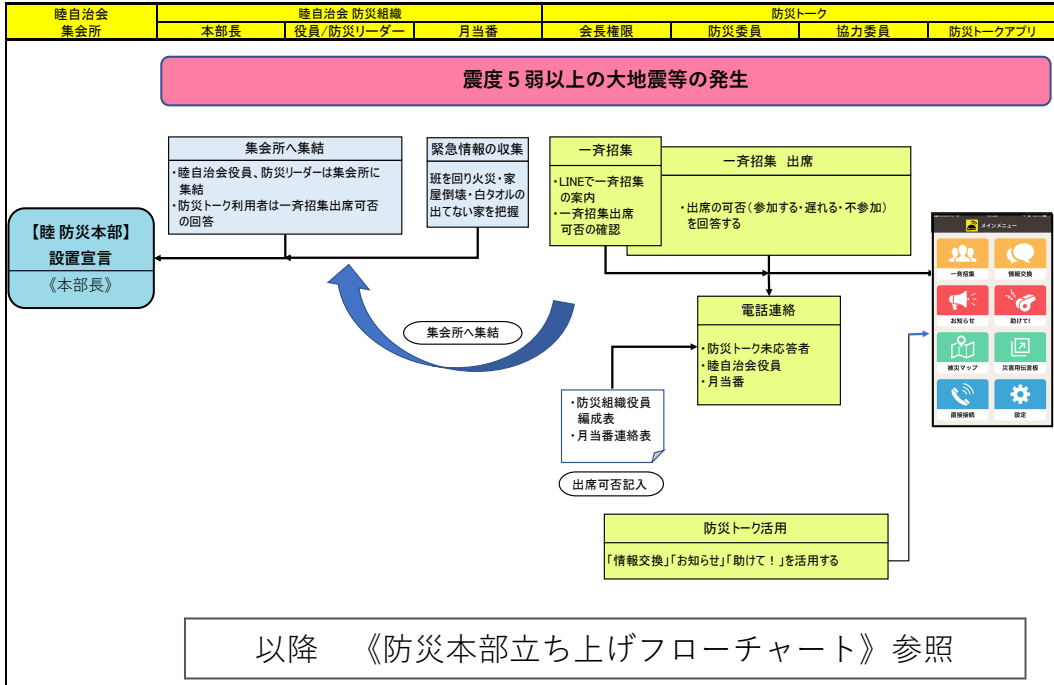 睦自治会
集会所
睦自治会 防災組織
本部長
役員/防災リーダー
月当番
防災トーク
会長権限
防災委員
協力委員
防災トークアプリ
震度5弱以上の大地震等の発生
集会所へ集結
・睦自治会役員、防災リーダーは集会所に
集結
・防災トーク利用者は一斉招集出席可否
の回答
緊急情報の収集
班を回り火災・家
屋倒壊・白タオルの
出てない家を把握
一斉招集
・LINEで一斉招集
の案内
・一斉招集出席
可否の確認
一斉招集 出席
・出席の可否(参加する・遅れる・不参加)
を回答する
【睦 防災本部】
設置宣言
《本部長》
メインメニュー
一斉招集
情報交換
お知らせ
助けて!
被災マップ
災害用伝言板
直接接続
設定
集会所へ集結
電話連絡
・防災トーク未応答者
・睦自治会役員
・月当番
・防災組織役員
編成表
・月当番連絡表
出席可否記入
防災トーク活用
「情報交換」「お知らせ」「助けて!」を活用する
以降 《防災本部立ち上げフローチャート》参照